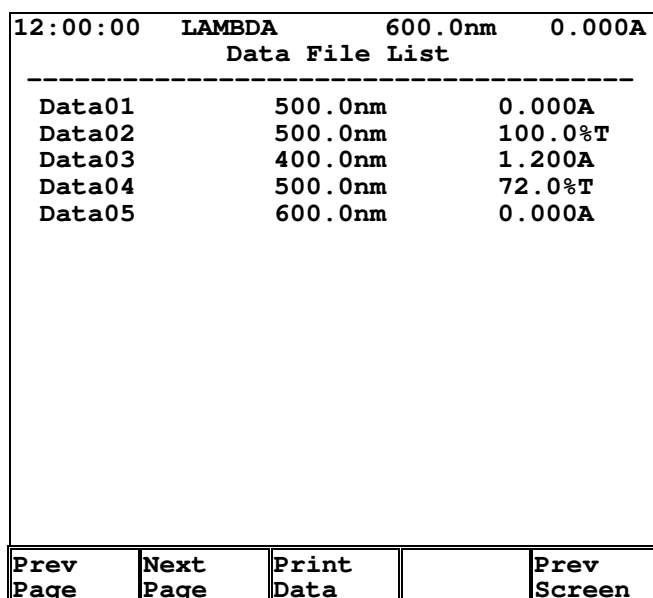 12:00:00 LAMBDA 600.0nm 0.000A
Data File List
---------------------------------------
Data01 500.0nm 0.000A
Data02 500.0nm 100.0%T
Data03 400.0nm 1.200A
Data04 500.0nm 72.0%T
Data05 600.0nm 0.000A
Prev Page
Next Page
Print Data
Prev Screen